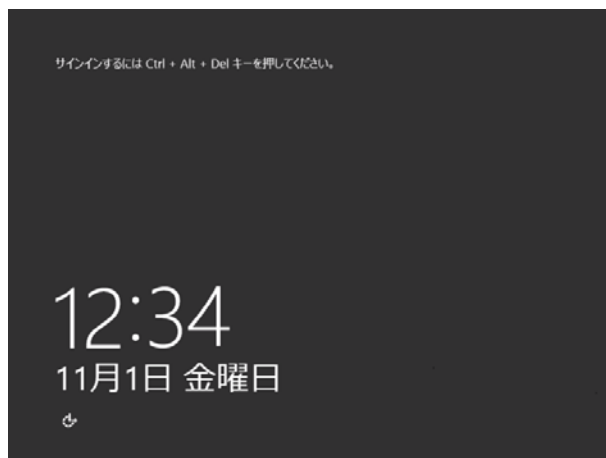 サインインするには Ctrl + Alt + Del キーを押してください。
12:34
11月1日 金曜日